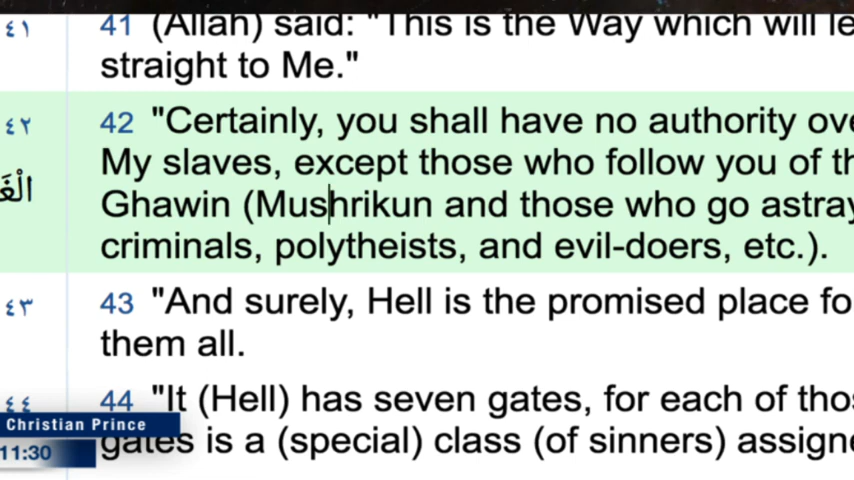 ٤١ 41 (Allah) said: "This is the Way which will le
straight to Me."
٤٢ 42 "Certainly, you shall have no authority ove
My slaves, except those who follow you of th
الْغَ Ghawin (Mushrikun and those who go astray
criminals, polytheists, and evil-doers, etc.).
٤٣ 43 "And surely, Hell is the promised place fo
them all.
٤٤ 44 "It (Hell) has seven gates, for each of thos
Christian Prince
gates is a (special) class (of sinners) assigne
11:30